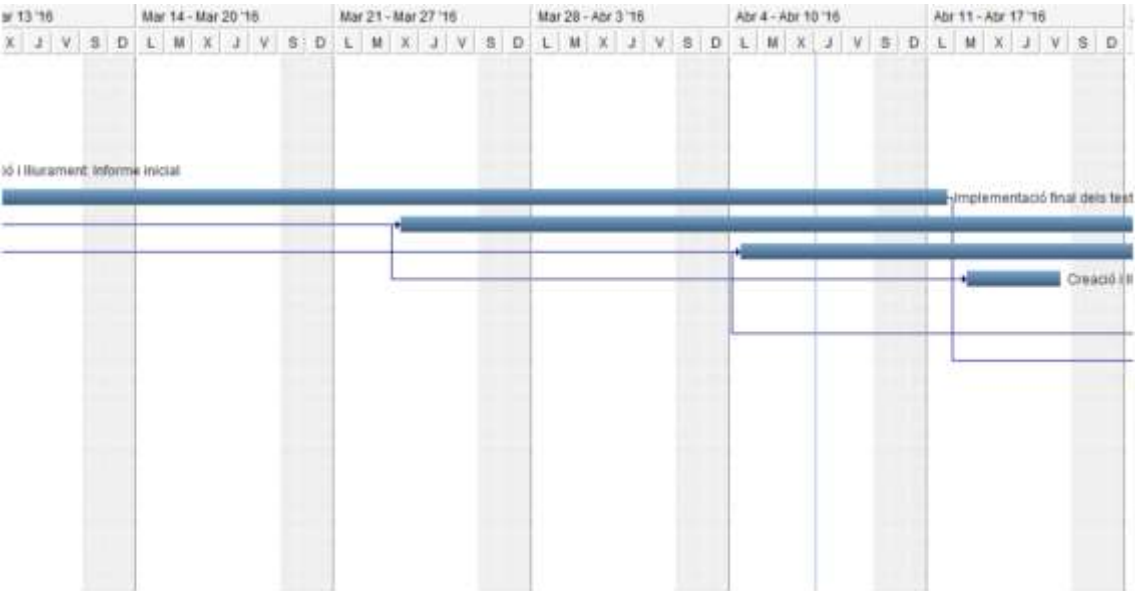 ar 13 '16 Mar 14 - Mar 20 '16 Mar 21 - Mar 27 '16 Mar 28 - Abr 3 '16 Abr 4 - Abr 10 '16 Abr 11 - Abr 17 '16
X J V S D L M X J V S D L M X J V S D L M X J V S D L M X J V S D L M X J V S D
ió i lliurament: Informe inicial
Implementació final dels test
Creació i ll